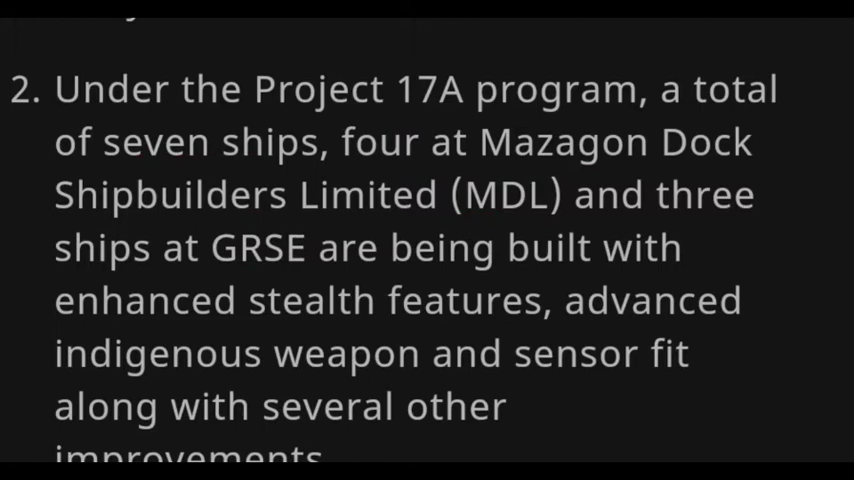 2. Under the Project 17A program, a total
of seven ships, four at Mazagon Dock
Shipbuilders Limited (MDL) and three
ships at GRSE are being built with
enhanced stealth features, advanced
indigenous weapon and sensor fit
along with several other
improvements